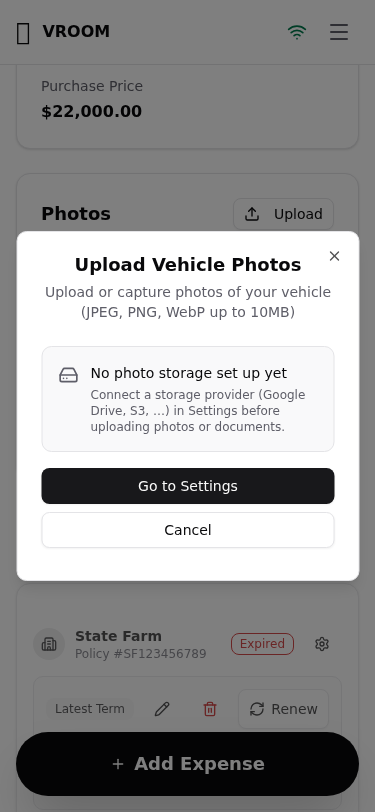 VROOM
Purchase Price
$22,000.00
Photos
Upload
Upload Vehicle Photos
Upload or capture photos of your vehicle
(JPEG, PNG, WebP up to 10MB)
No photo storage set up yet
Connect a storage provider (Google
Drive, S3, ...) in Settings before
uploading photos or documents.
Go to Settings
Cancel
State Farm
Expired
Policy #SF123456789
Latest Term
Renew
+ Add Expense